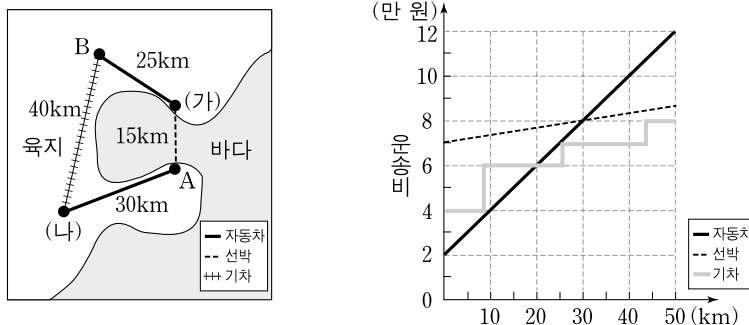 B
25km
(가)
40km
육지
15km
바다
A
30km
(나)
자동차
선박
기차
(만 원)
12
10
8
6
4
2
0
운송비
10 20 30 40 50 (km)
자동차
선박
기차